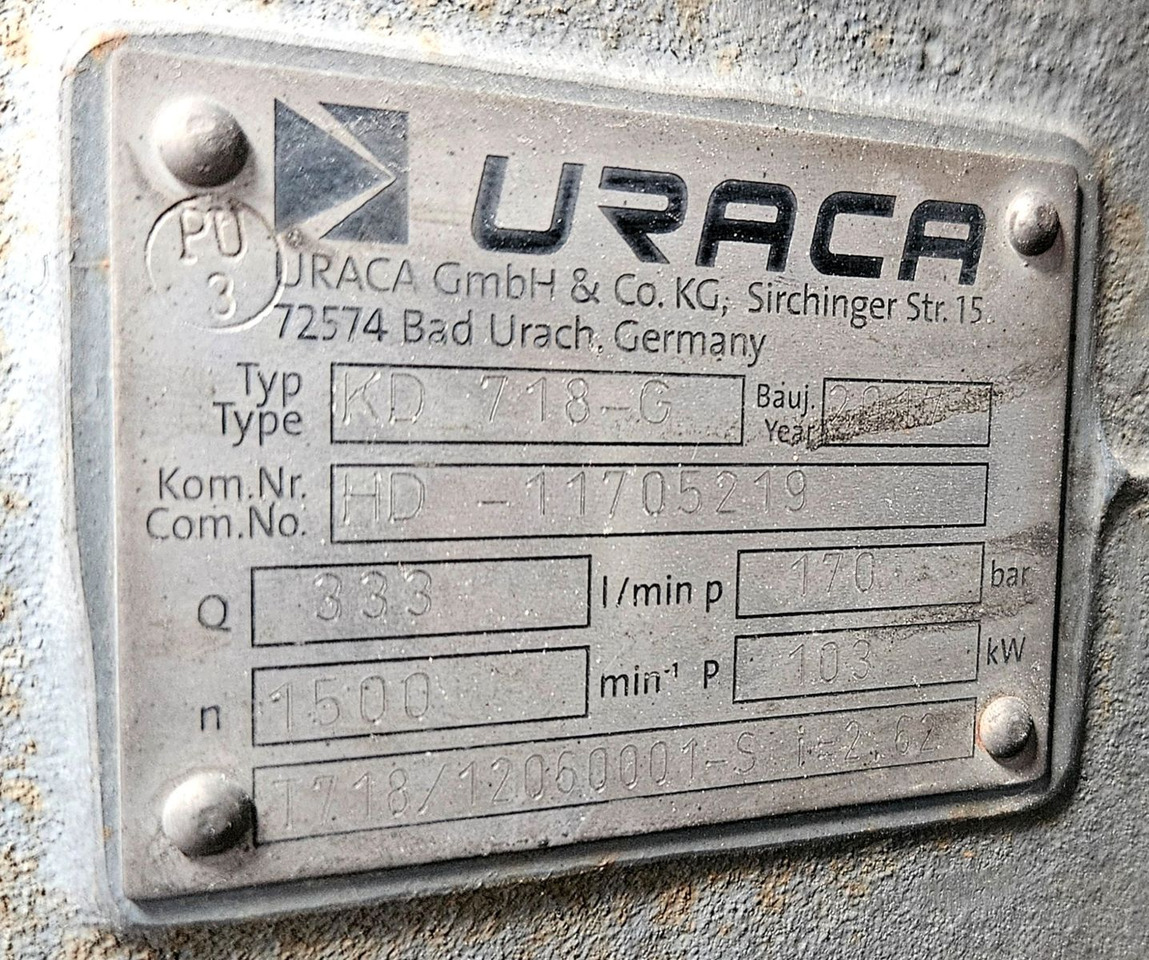 URACA
PO
3
URACA GmbH & Co. KG, Sirchinger Str. 15
72574 Bad Urach, Germany
Typ
Type
KD 718-G
Bauj.
Year
Kom.Nr.
Com.No.
HD -11705219
Q 333 l/min p 170 bar
n 1500 min⁻¹ P 103 kW
T718/12060001-S i=2,62